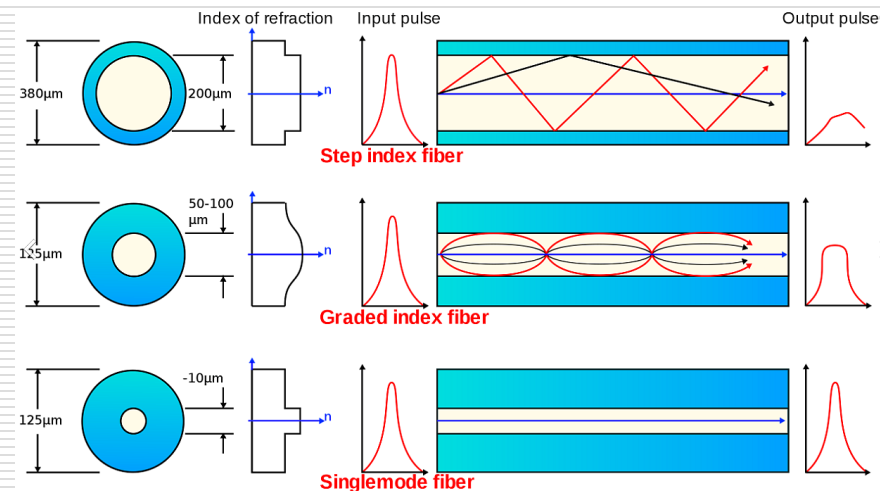 Index of refraction
Input pulse
Output pulse
380µm
200µm
n
Step index fiber
50-100
µm
125µm
n
Graded index fiber
-10µm
125µm
n
Singlemode fiber